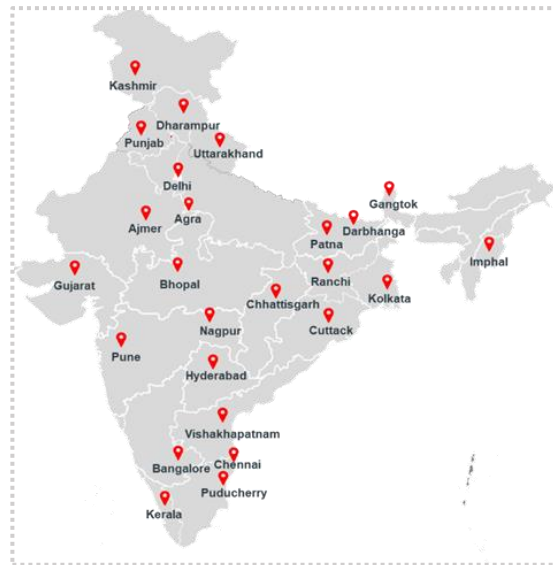 Kashmir
Dharampur
Punjab
Uttarakhand
Delhi
Gangtok
Agra
Ajmer
Darbhanga
Patna
Imphal
Gujarat
Bhopal
Ranchi
Kolkata
Chhattisgarh
Nagpur
Cuttack
Pune
Hyderabad
Vishakhapatnam
Chennai
Bangalore
Puducherry
Kerala